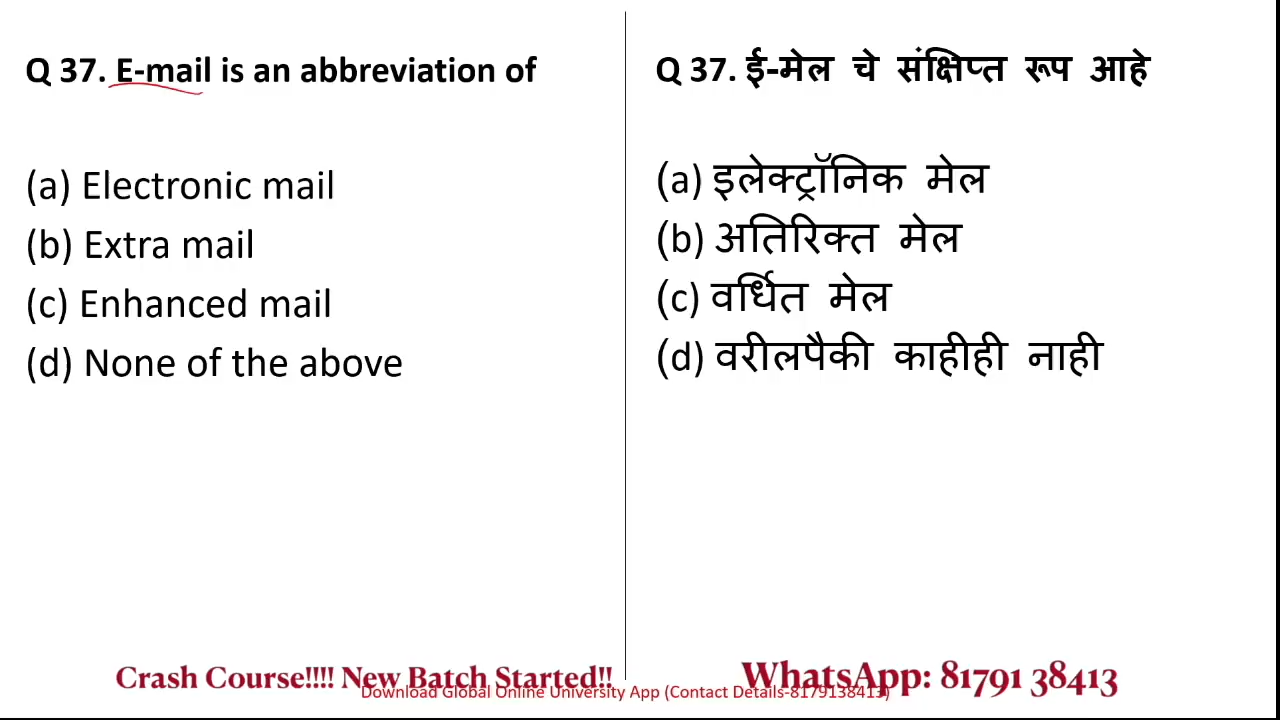 Q 37. E-mail is an abbreviation of
(a) Electronic mail
(b) Extra mail
(c) Enhanced mail
(d) None of the above
Q 37. ई-मेल चे संक्षिप्त रूप आहे
(a) इलेक्ट्रॉनिक मेल
(b) अतिरिक्त मेल
(c) वर्धित मेल
(d) वरीलपैकी काहीही नाही
Crash Course!!!! New Batch Started!!
WhatsApp: 81791 38413
Download Global Online University App (Contact Details-8179138413)